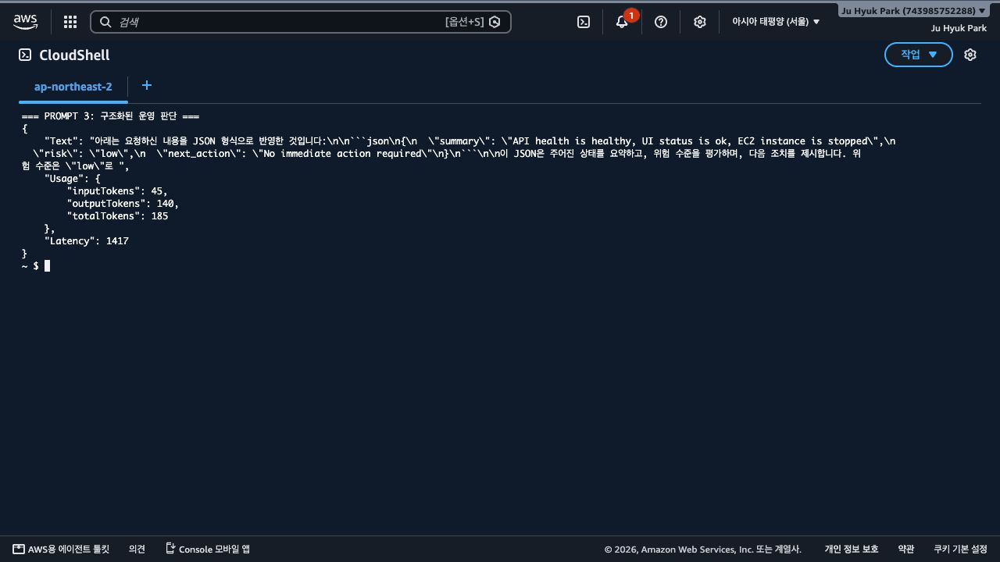 aws
검색
[옵션+S]
1
아시아 태평양 (서울) ▼
Ju Hyuk Park (743985752288) ▼
Ju Hyuk Park
CloudShell
작업 ▼
ap-northeast-2
+
=== PROMPT 3: 구조화된 운영 판단 ===
{
    "Text": "아래는 요청하신 내용을 JSON 형식으로 반영한 것입니다:\n\n```json\n{\n  \"summary\": \"API health is healthy, UI status is ok, EC2 instance is stopped\",\n
  \"risk\": \"low\",\n  \"next_action\": \"No immediate action required\"\n}\n```\n\n이 JSON은 주어진 상태를 요약하고, 위험 수준을 평가하며, 다음 조치를 제시합니다. 위
험 수준은 \"low\"로 ",
    "Usage": {
        "inputTokens": 45,
        "outputTokens": 140,
        "totalTokens": 185
    },
    "Latency": 1417
}
~ $
AWS용 에이전트 툴킷
의견
Console 모바일 앱
© 2026, Amazon Web Services, Inc. 또는 계열사.
개인 정보 보호
약관
쿠키 기본 설정